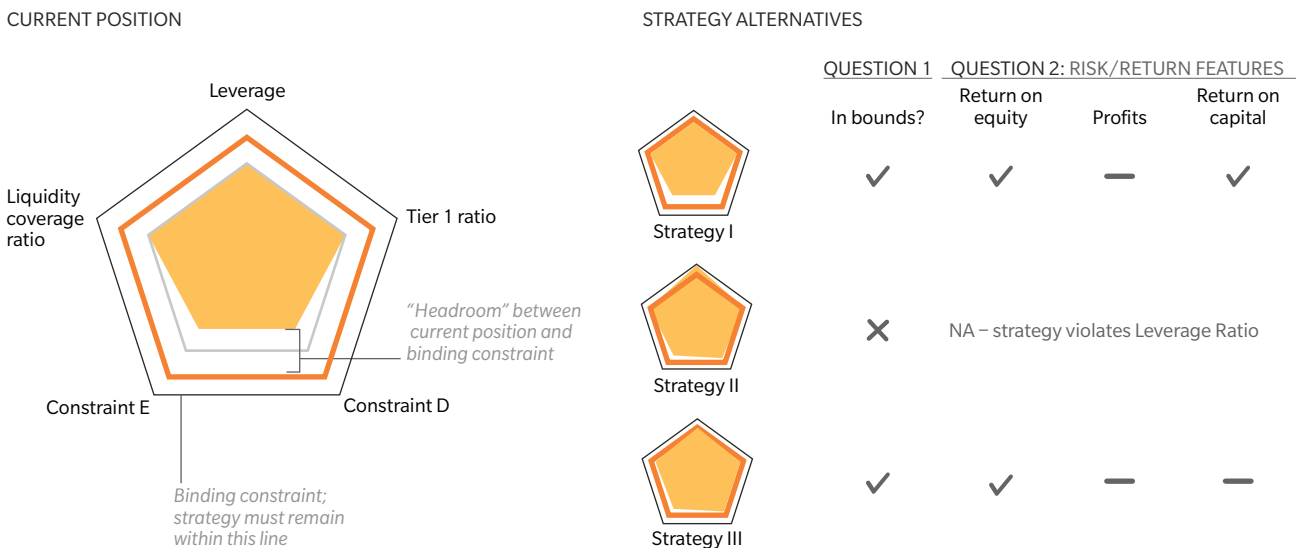 CURRENT POSITION
Leverage
Liquidity
coverage
ratio
Tier 1 ratio
"Headroom" between
current position and
binding constraint
Constraint E
Constraint D
Binding constraint;
strategy must remain
within this line
STRATEGY ALTERNATIVES
QUESTION 1
QUESTION 2: RISK/RETURN FEATURES
In bounds?
Return on
equity
Profits
Return on
capital
Strategy I
NA – strategy violates Leverage Ratio
Strategy II
Strategy III